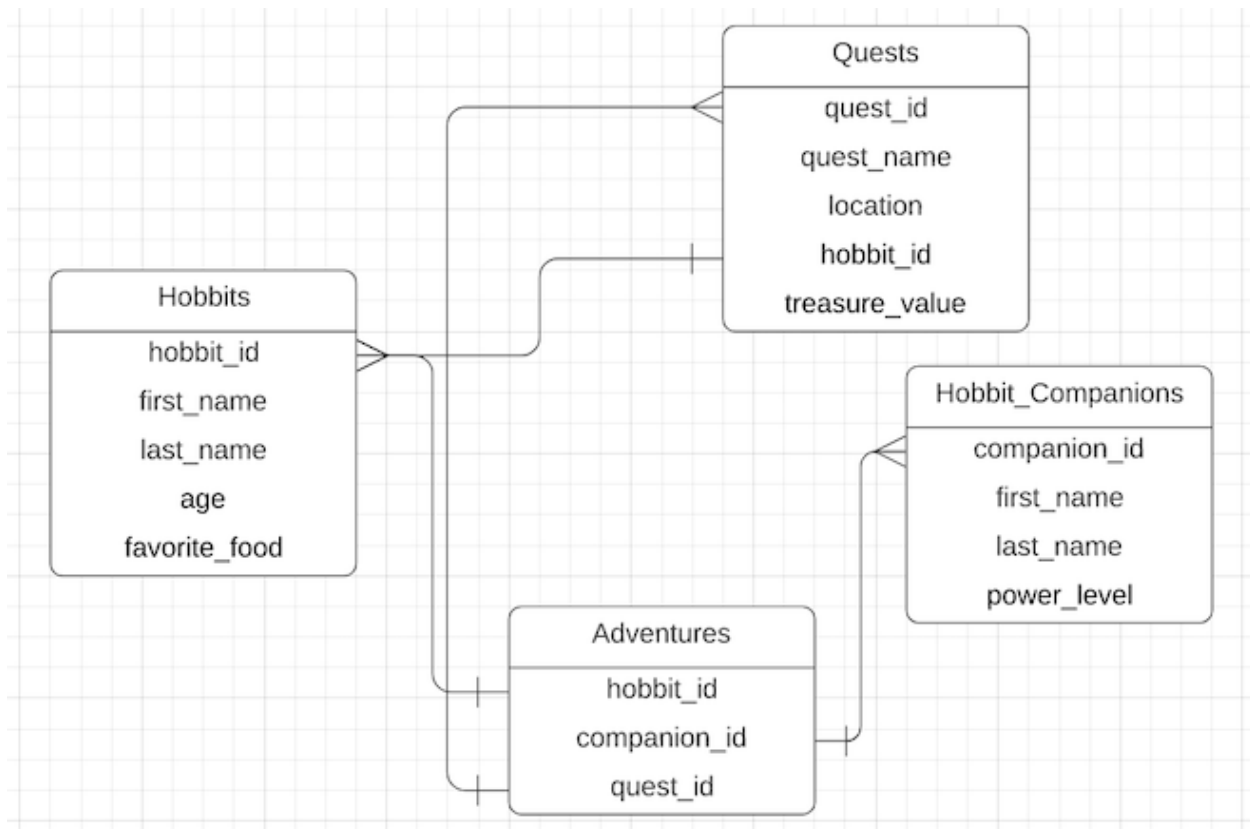 Quests
quest_id
quest_name
location
hobbit_id
treasure_value
Hobbits
hobbit_id
first_name
last_name
age
favorite_food
Hobbit_Companions
companion_id
first_name
last_name
power_level
Adventures
hobbit_id
companion_id
quest_id